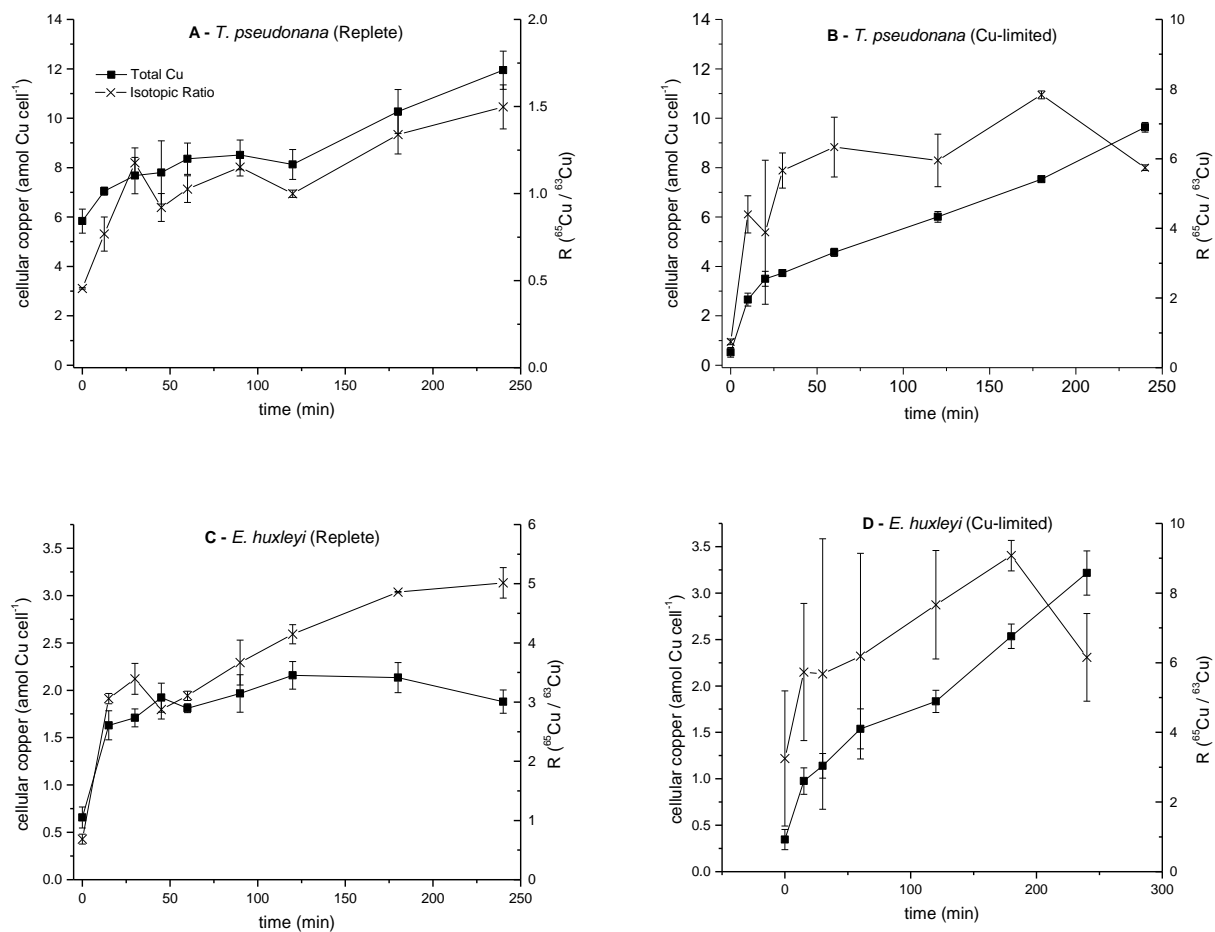 A - T. pseudonana (Replete)
Total Cu
Isotopic Ratio
14
12
10
8
6
4
2
0
cellular copper (amol Cu cell⁻¹)
2.0
1.5
1.0
0.5
0.0
R (⁶⁵Cu / ⁶³Cu)
0 50 100 150 200 250
time (min)
B - T. pseudonana (Cu-limited)
14
12
10
8
6
4
2
0
cellular copper (amol Cu cell⁻¹)
10
8
6
4
2
0
R (⁶⁵Cu / ⁶³Cu)
0 50 100 150 200 250
time (min)
C - E. huxleyi (Replete)
3.5
3.0
2.5
2.0
1.5
1.0
0.5
0.0
cellular copper (amol Cu cell⁻¹)
6
5
4
3
2
1
0
R (⁶⁵Cu / ⁶³Cu)
0 50 100 150 200 250
time (min)
D - E. huxleyi (Cu-limited)
3.5
3.0
2.5
2.0
1.5
1.0
0.5
0.0
cellular copper (amol Cu cell⁻¹)
10
8
6
4
2
0
R (⁶⁵Cu / ⁶³Cu)
0 100 200 300
time (min)